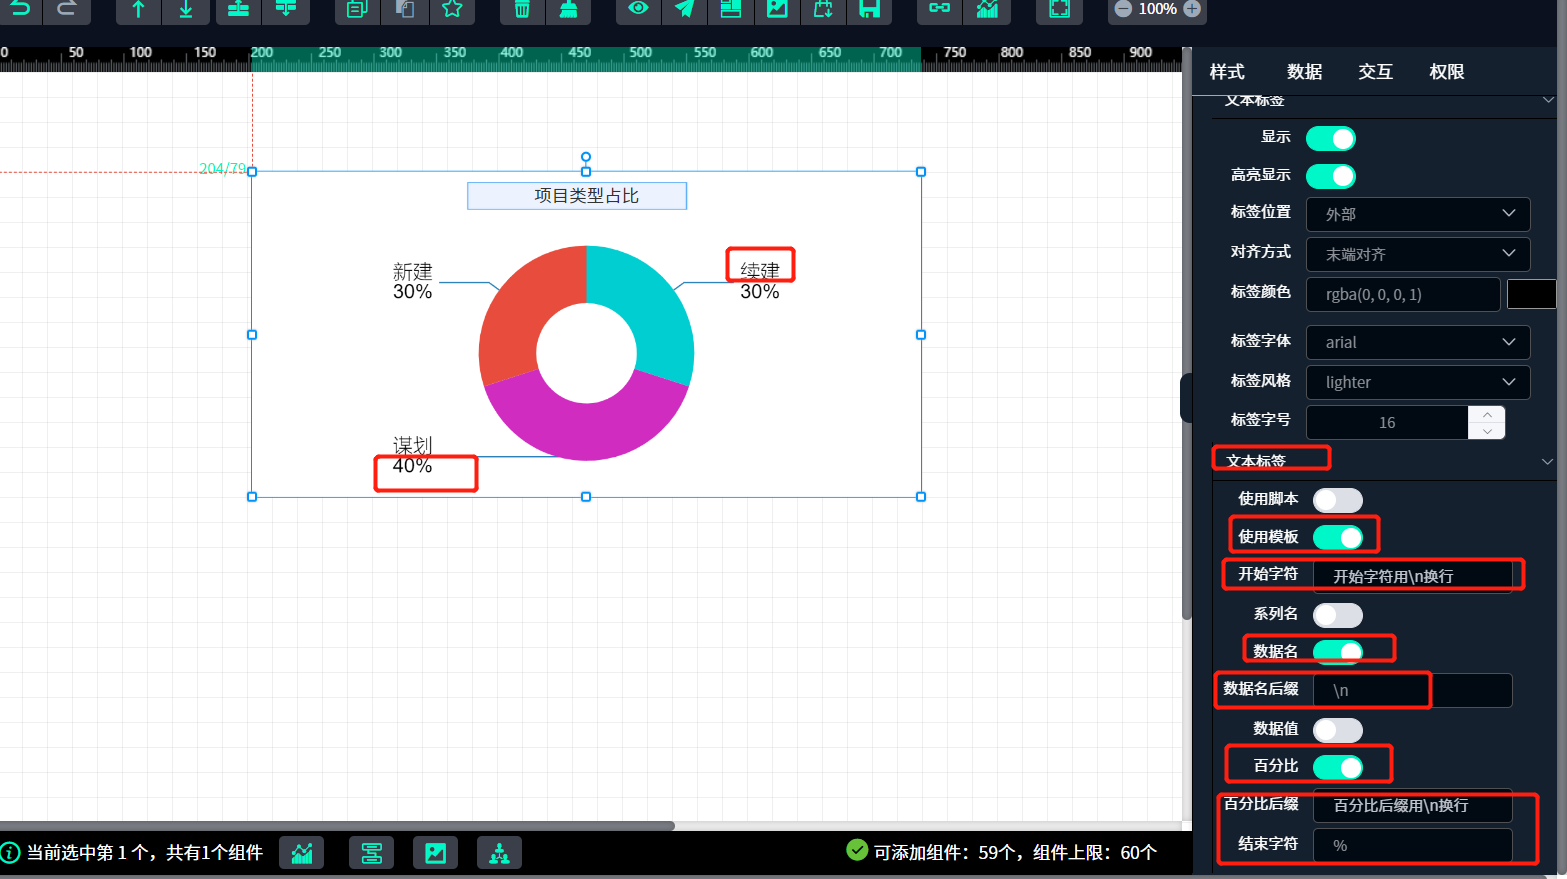 100%
0 50 100 150 200 250 300 350 400 450 500 550 600 650 700 750 800 850 900
样式 数据 交互 权限
文本标签
显示
204/79
高亮显示
项目类型占比
标签位置 外部
对齐方式 末端对齐
新建
30%
续建
30%
标签颜色 rgba(0, 0, 0, 1)
标签字体 arial
标签风格 lighter
标签字号 16
谋划
40%
文本标签
使用脚本
使用模板
开始字符 开始字符用\n换行
系列名
数据名
数据名后缀 \n
数据值
百分比
百分比后缀 百分比后缀用\n换行
结束字符 %
当前选中第 1 个，共有1个组件
可添加组件：59个，组件上限：60个